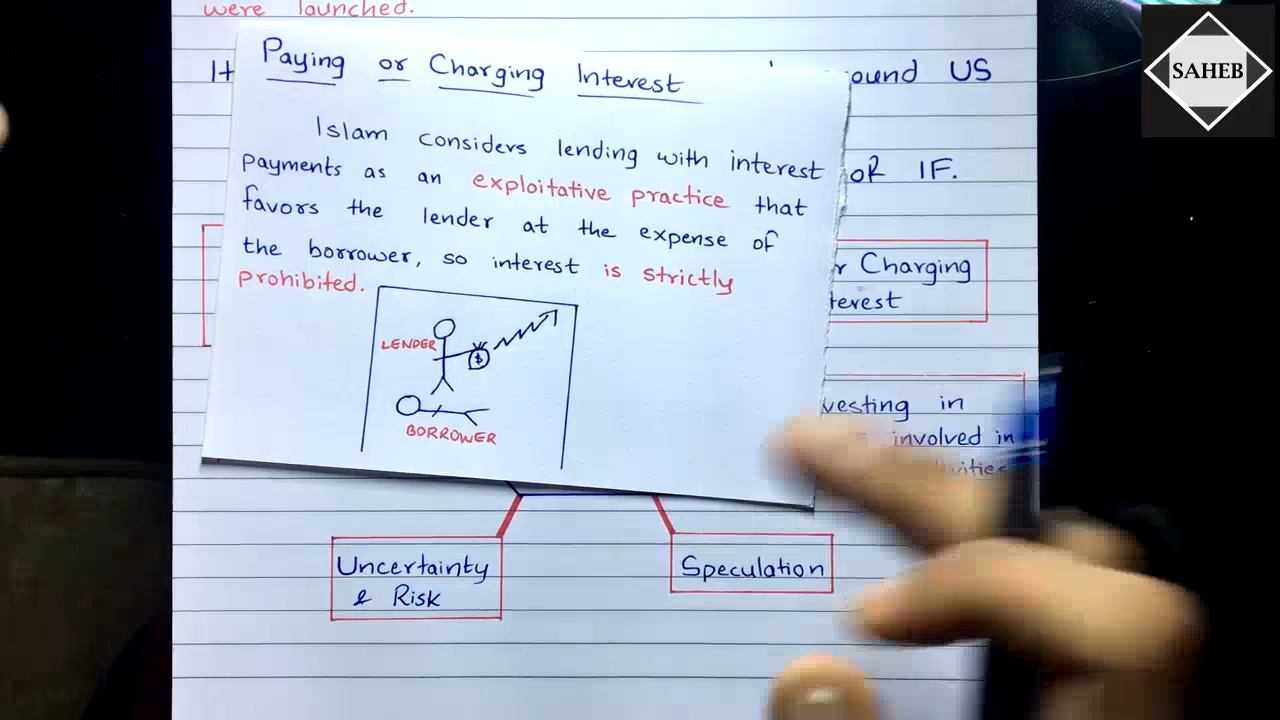 were launched.
It
ound US
Paying or Charging Interest
Islam considers lending with interest
payments as an exploitative practice that
favors the lender at the expense of
the borrower, so interest is strictly
prohibited.
LENDER
$
BORROWER
or IF.
r Charging
terest
vesting in
involved in
Uncertainty
& Risk
Speculation
SAHEB